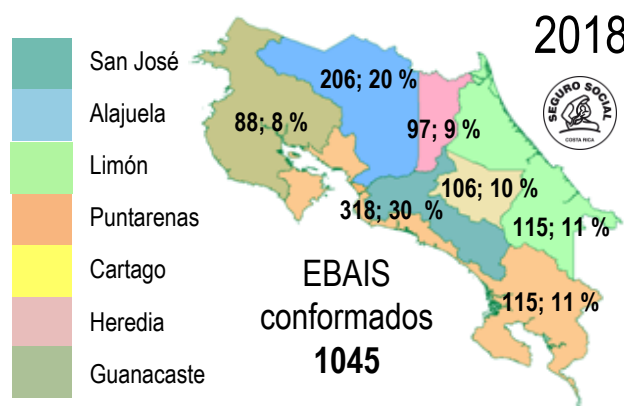 2018
SEGURO SOCIAL
COSTA RICA
San José
Alajuela
Limón
Puntarenas
Cartago
Heredia
Guanacaste
206; 20 %
88; 8 %
97; 9 %
106; 10 %
318; 30 %
115; 11 %
115; 11 %
EBAIS
conformados
1045